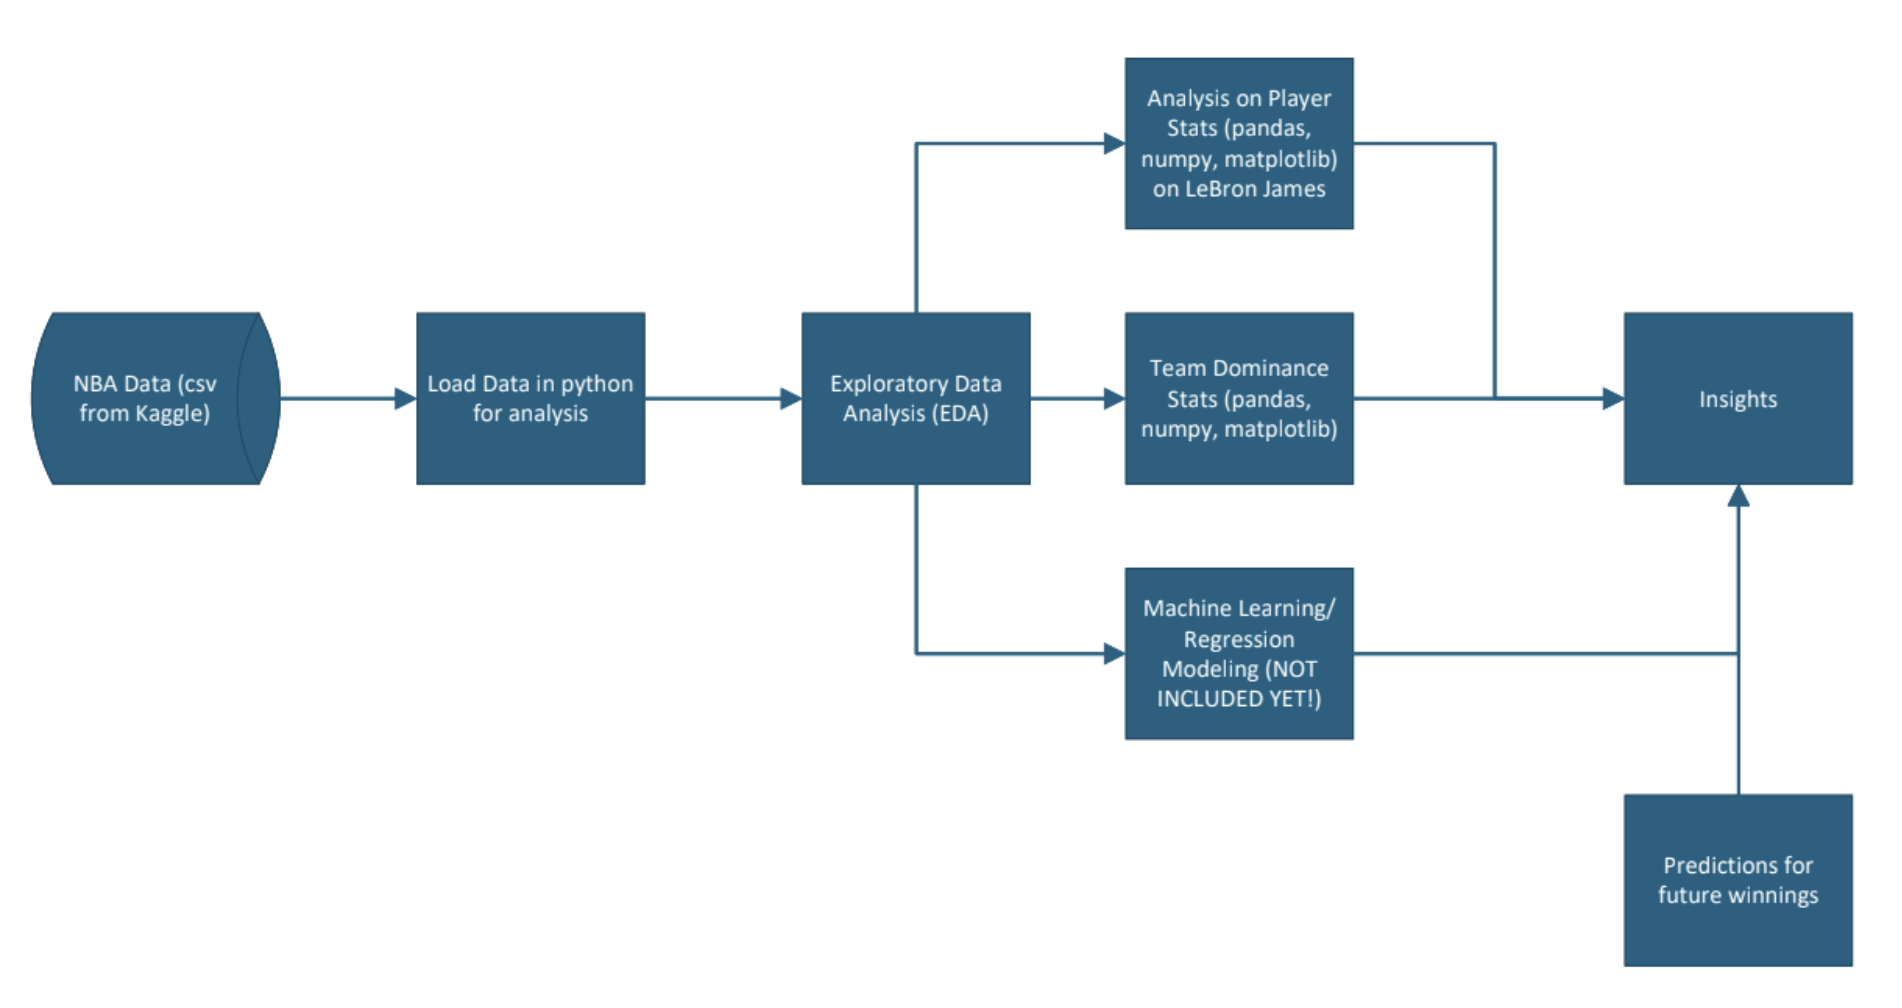 NBA Data (csv
from Kaggle)
Load Data in python
for analysis
Exploratory Data
Analysis (EDA)
Analysis on Player
Stats (pandas,
numpy, matplotlib)
on LeBron James
Team Dominance
Stats (pandas,
numpy, matplotlib)
Machine Learning/
Regression
Modeling (NOT
INCLUDED YET!)
Insights
Predictions for
future winnings